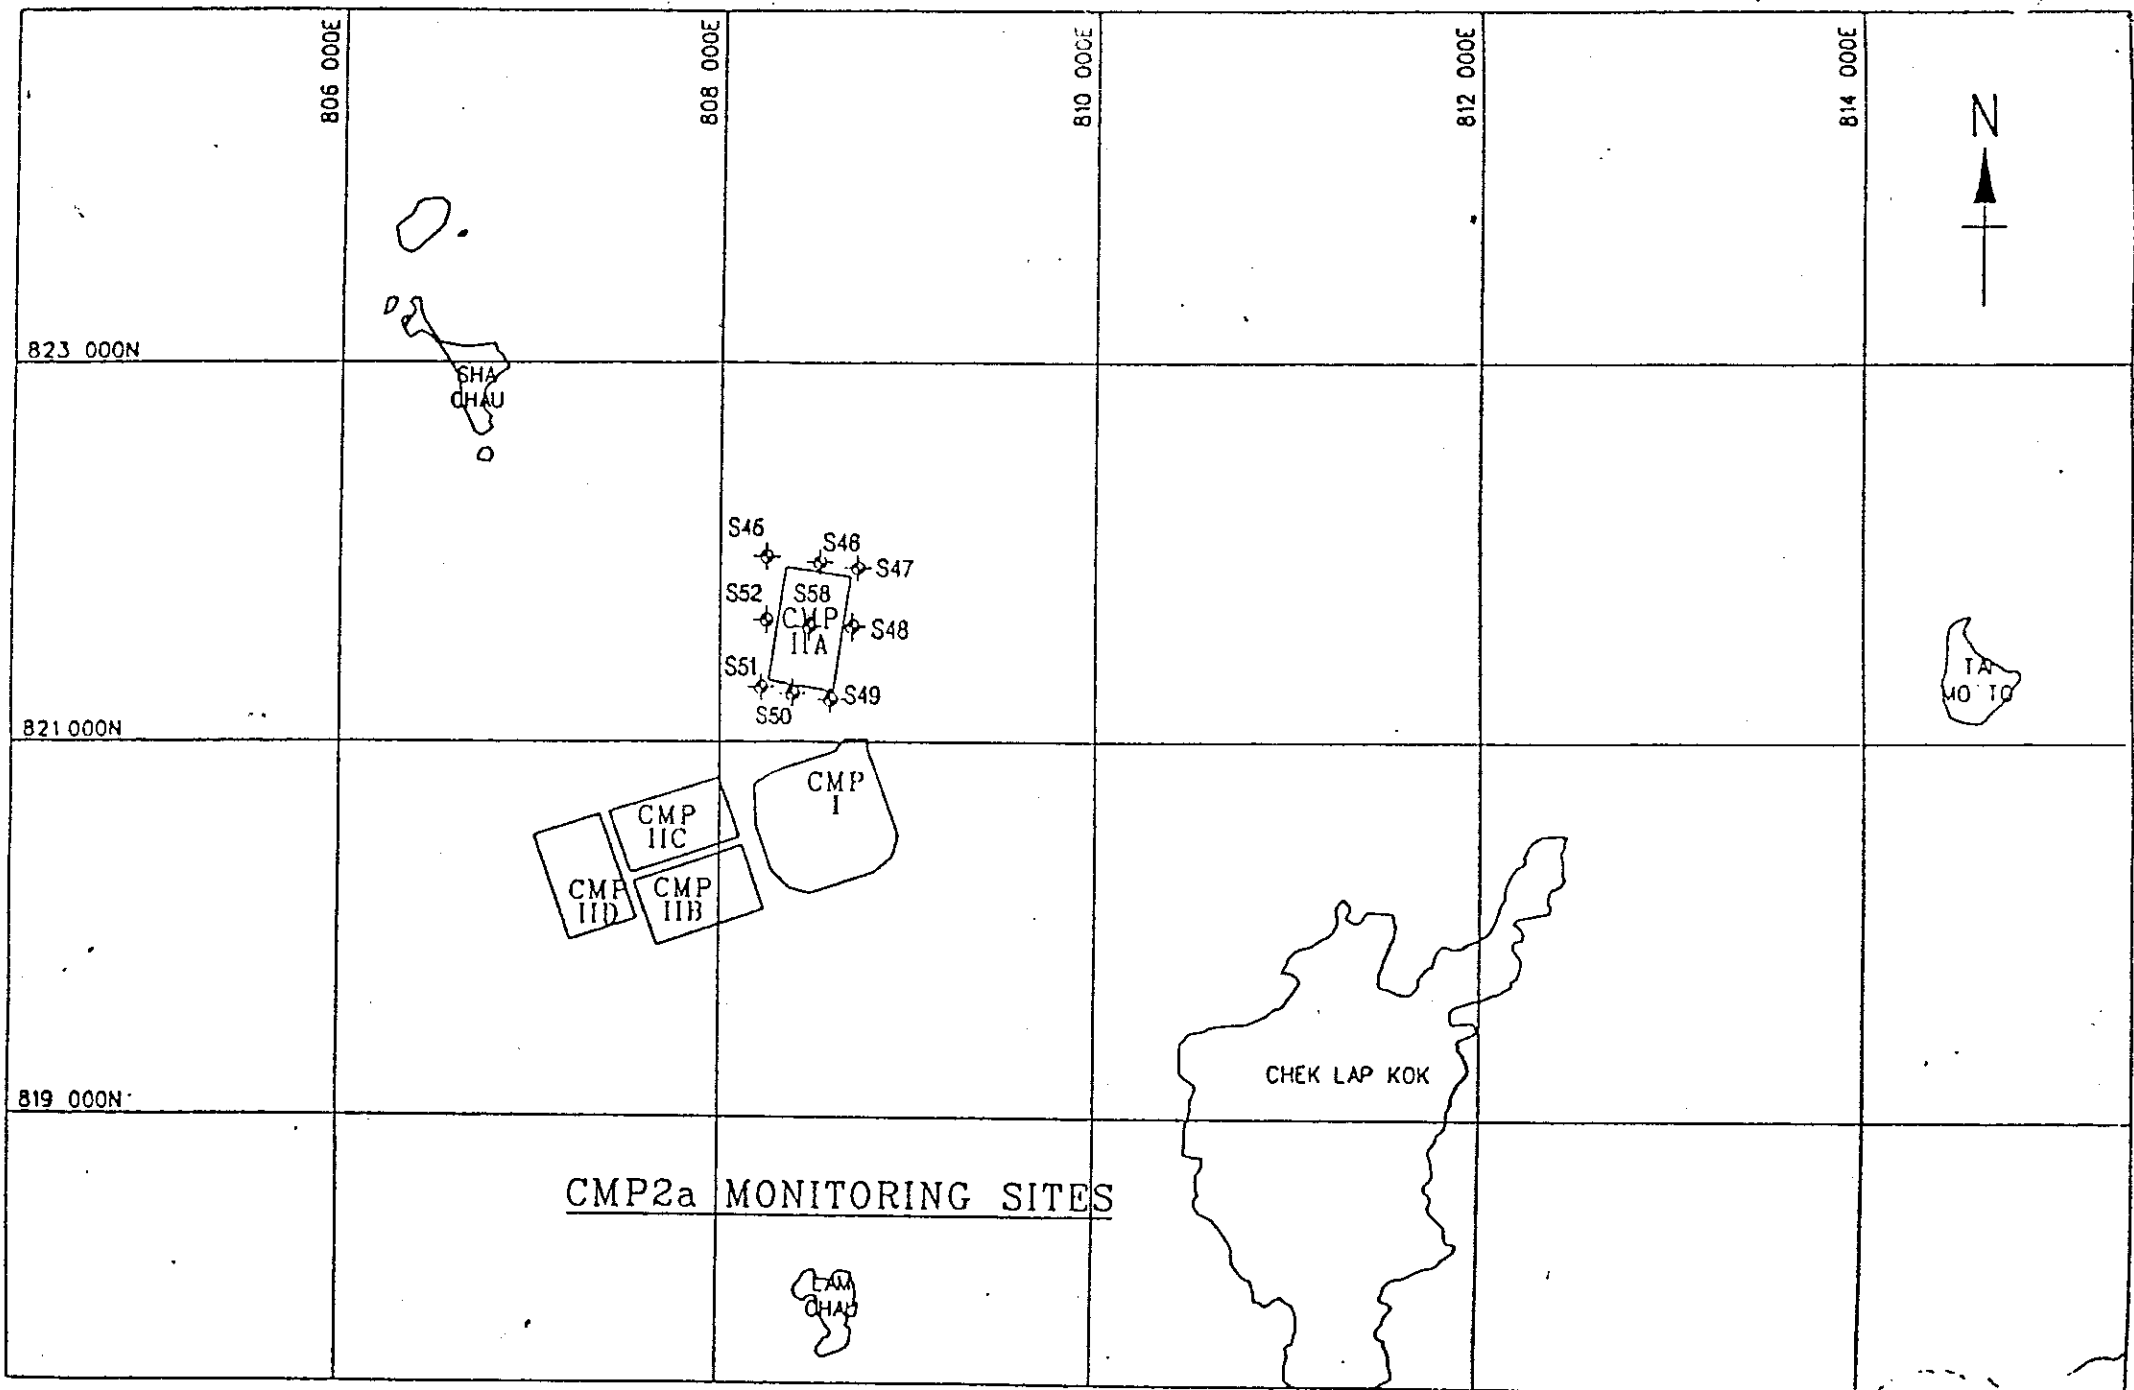 806 000E
808 000E
810 000E
812 000E
814 000E
N
823 000N
SHA
CHAU
S46
S46
S47
S52
S58
CMP
IIA
S48
S51
S49
S50
TAI
MO TO
821 000N
CMP
I
CMP
IIC
CMP
IID
CMP
IIB
CHEK LAP KOK
819 000N
CMP2a MONITORING SITES
LAM
CHAU